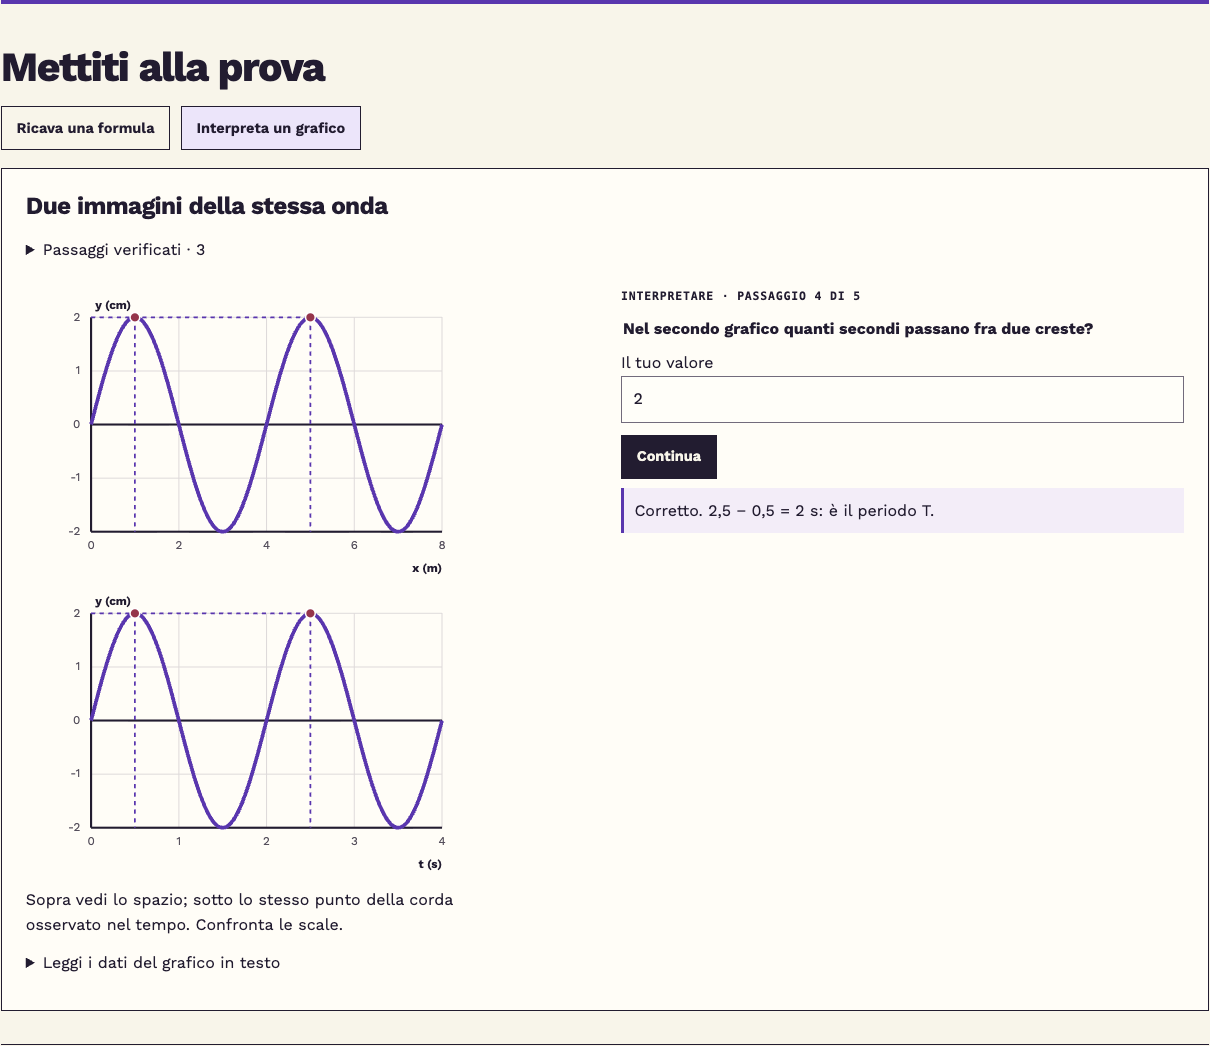 Mettiti alla prova
Ricava una formula
Interpreta un grafico
Due immagini della stessa onda
▶ Passaggi verificati · 3
y (cm)
2
1
0
-1
-2
0 2 4 6 8
x (m)
y (cm)
2
1
0
-1
-2
0 1 2 3 4
t (s)
Sopra vedi lo spazio; sotto lo stesso punto della corda
osservato nel tempo. Confronta le scale.
▶ Leggi i dati del grafico in testo
INTERPRETARE · PASSAGGIO 4 DI 5
Nel secondo grafico quanti secondi passano fra due creste?
Il tuo valore
2
Continua
Corretto. 2,5 − 0,5 = 2 s: è il periodo T.